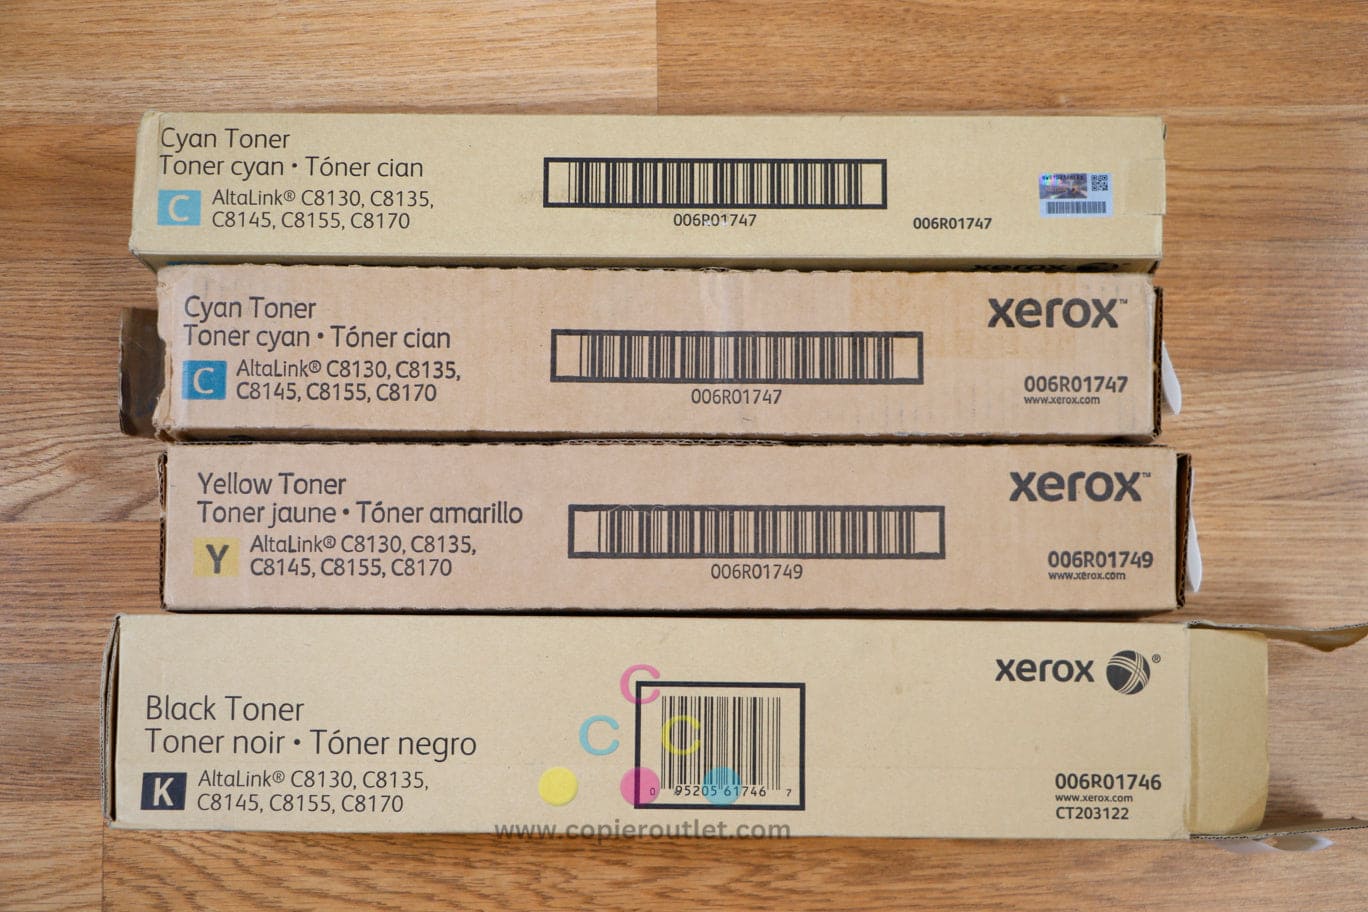 Cyan Toner
Toner cyan • Tóner cian
C
AltaLink® C8130, C8135,
C8145, C8155, C8170
006R01747
006R01747
xerox
Cyan Toner
Toner cyan • Tóner cian
C
AltaLink® C8130, C8135,
C8145, C8155, C8170
006R01747
xerox™
006R01747
www.xerox.com
Yellow Toner
Toner jaune • Tóner amarillo
Y
AltaLink® C8130, C8135,
C8145, C8155, C8170
006R01749
xerox™
006R01749
www.xerox.com
Black Toner
Toner noir • Tóner negro
K
AltaLink® C8130, C8135,
C8145, C8155, C8170
C
C
C
0 95205 61746 7
xerox®
006R01746
www.xerox.com
CT203122
www.copieroutlet.com